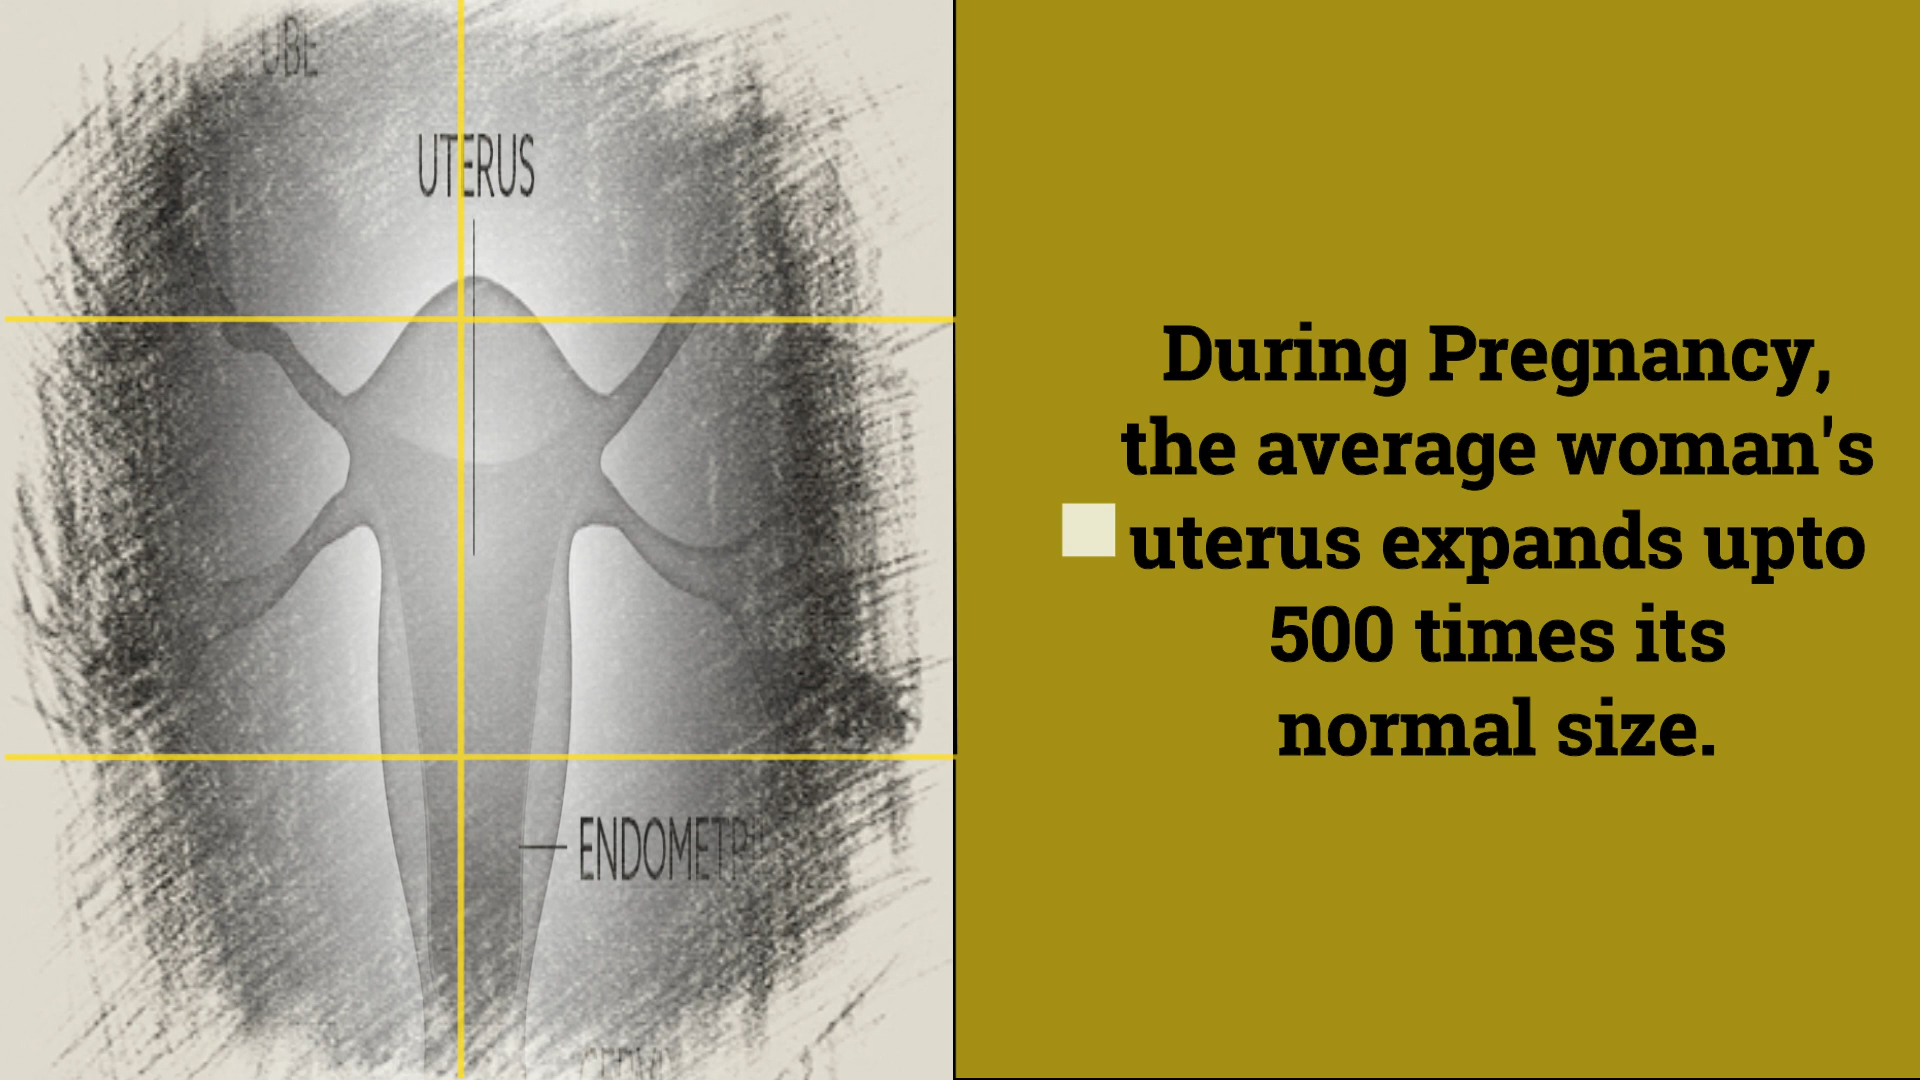 UTERUS
During Pregnancy,
the average woman's
uterus expands upto
500 times its
normal size.